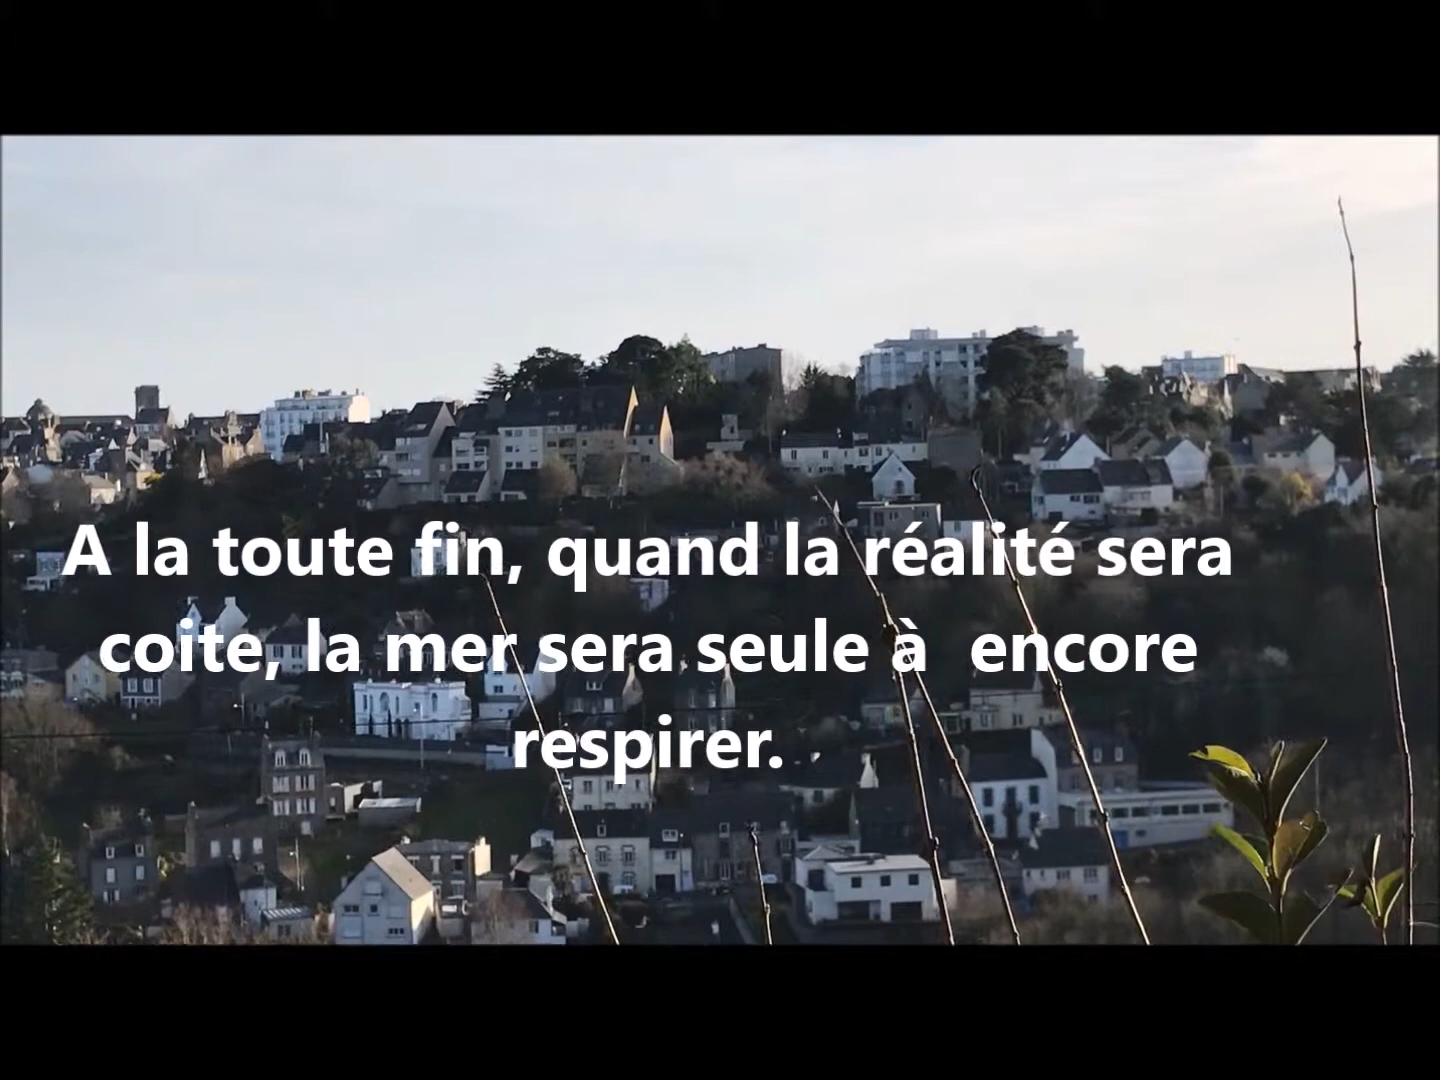 A la toute fin, quand la réalité sera
coite, la mer sera seule à  encore
respirer.